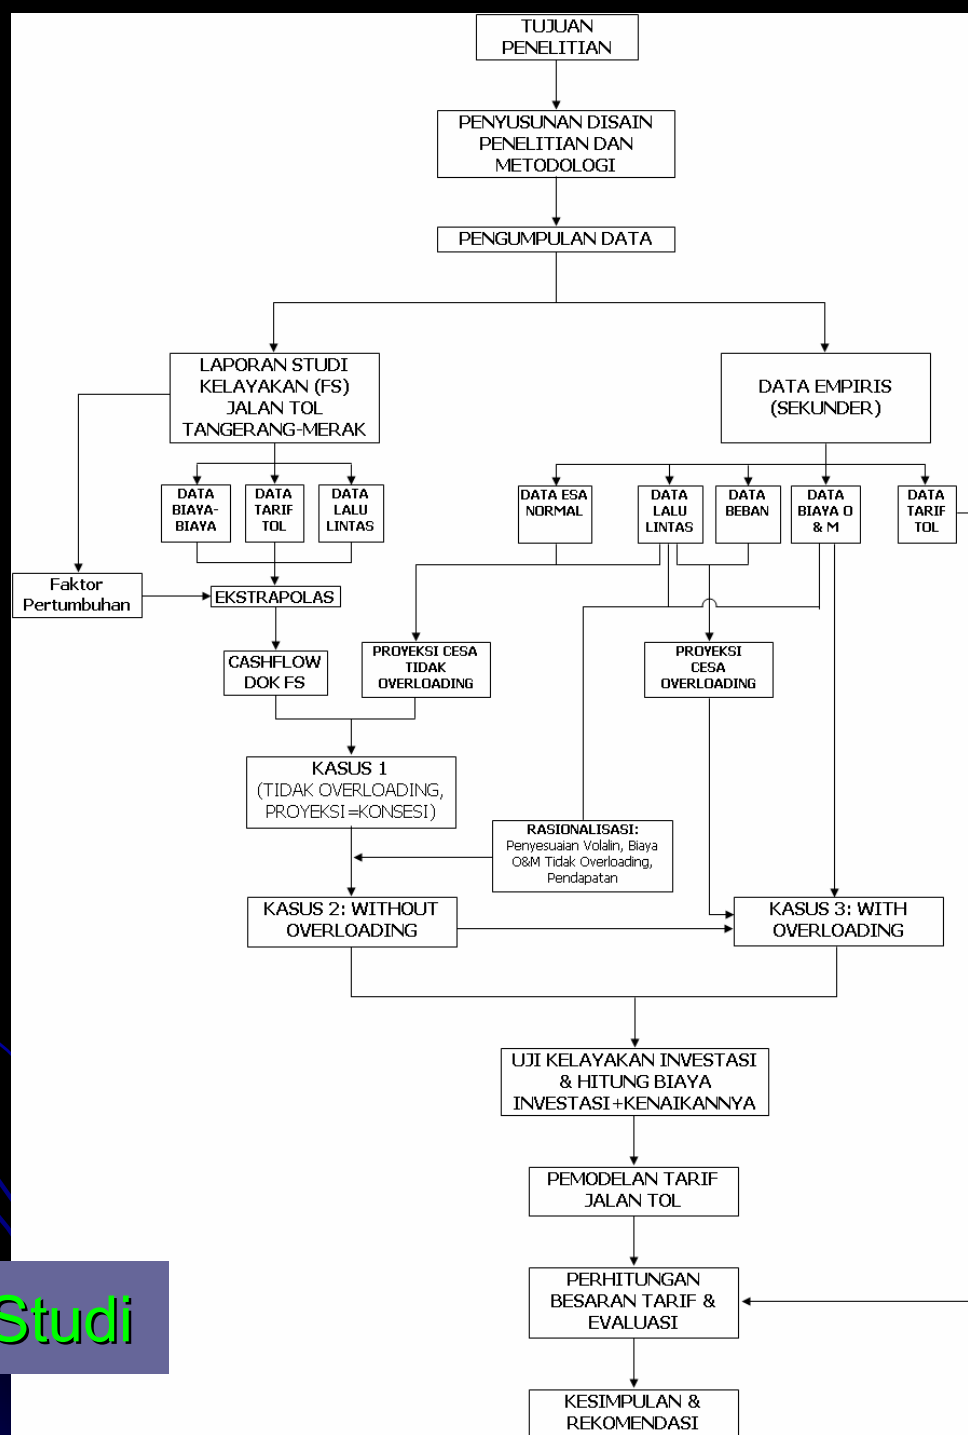 TUJUAN
PENELITIAN
PENYUSUNAN DISAIN
PENELITIAN DAN
METODOLOGI
PENGUMPULAN DATA
LAPORAN STUDI
KELAYAKAN (FS)
JALAN TOL
TANGERANG-MERAK
DATA EMPIRIS
(SEKUNDER)
DATA
BIAYA-
BIAYA
DATA
TARIF
TOL
DATA
LALU
LINTAS
DATA ESA
NORMAL
DATA
LALU
LINTAS
DATA
BEBAN
DATA
BIAYA O
& M
DATA
TARIF
TOL
Faktor
Pertumbuhan
EKSTRAPOLAS
CASHFLOW
DOK FS
PROYEKSI CESA
TIDAK
OVERLOADING
PROYEKSI
CESA
OVERLOADING
KASUS 1
(TIDAK OVERLOADING,
PROYEKSI=KONSESI)
RASIONALISASI:
Penyesuaian Volalin, Biaya
O&M Tidak Overloading,
Pendapatan
KASUS 2: WITHOUT
OVERLOADING
KASUS 3: WITH
OVERLOADING
UJI KELAYAKAN INVESTASI
& HITUNG BIAYA
INVESTASI+KENAIKANNYA
PEMODELAN TARIF
JALAN TOL
PERHITUNGAN
BESARAN TARIF &
EVALUASI
Studi
KESIMPULAN &
REKOMENDASI